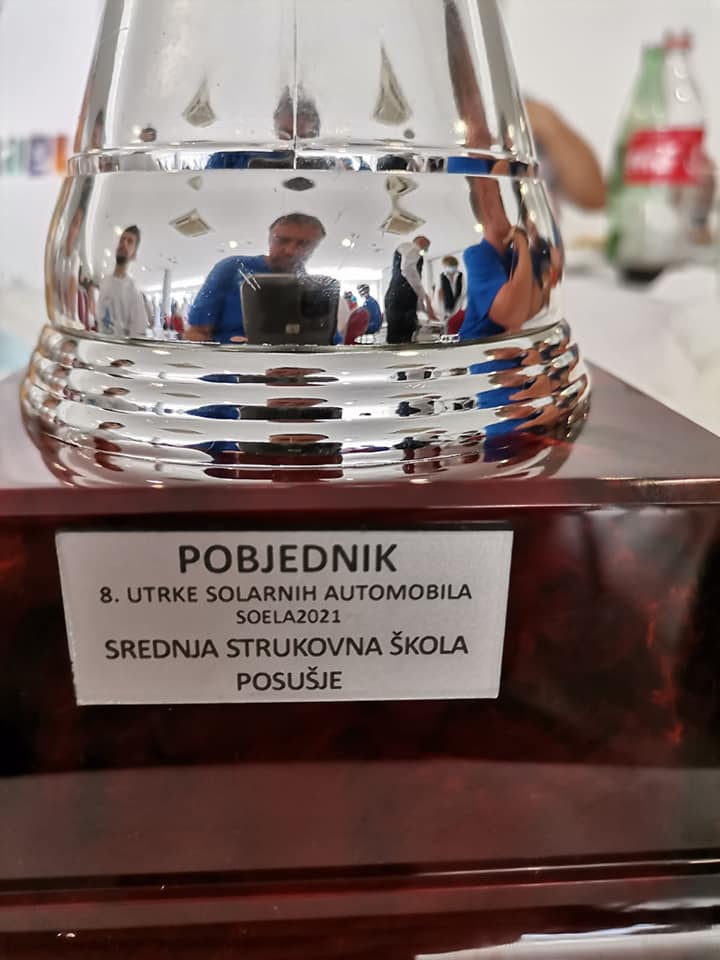 POBJEDNIK
8. UTRKE SOLARNIH AUTOMOBILA
SOELA2021
SREDNJA STRUKOVNA ŠKOLA
POSUŠJE